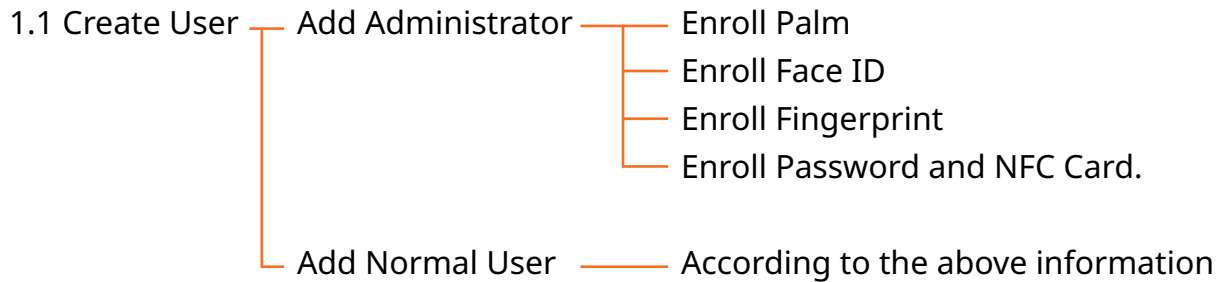 1.1 Create User Add Administrator Enroll Palm
Enroll Face ID
Enroll Fingerprint
Enroll Password and NFC Card.
Add Normal User According to the above information